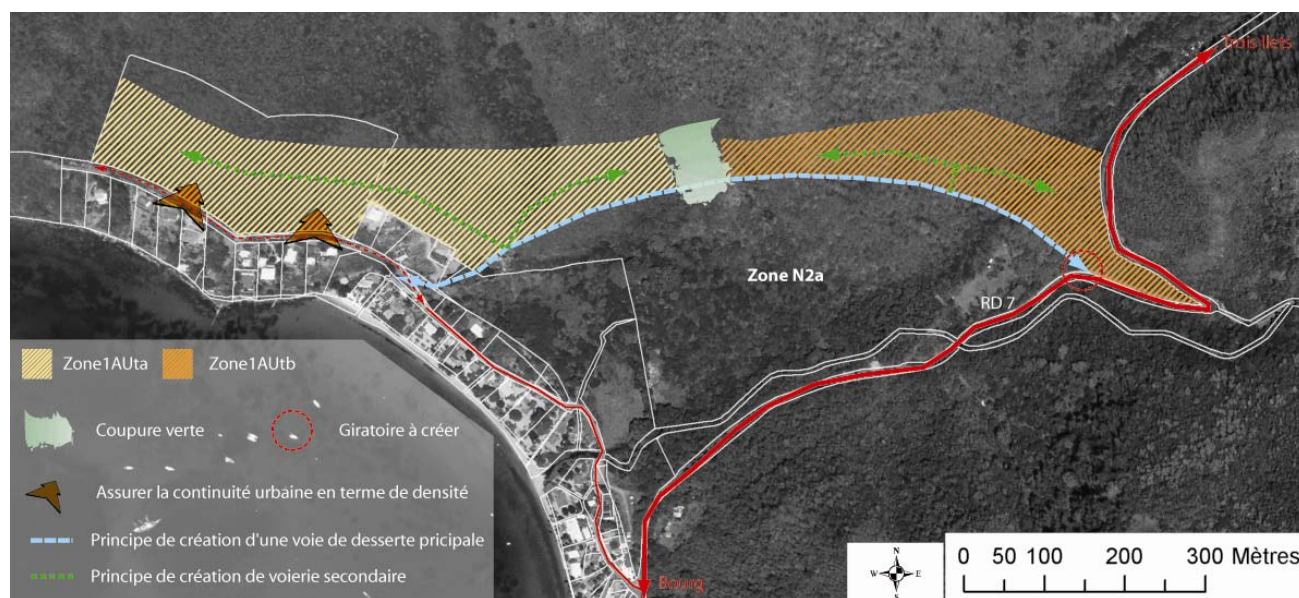 Trois Ilets
Zone N2a
RD 7
Zone1AUta
Zone1AUtb
Coupure verte
Giratoire à créer
Assurer la continuité urbaine en terme de densité
Principe de création d'une voie de desserte pricipale
Principe de création de voierie secondaire
Bourg
N
W
E
S
0 50 100 200 300 Mètres